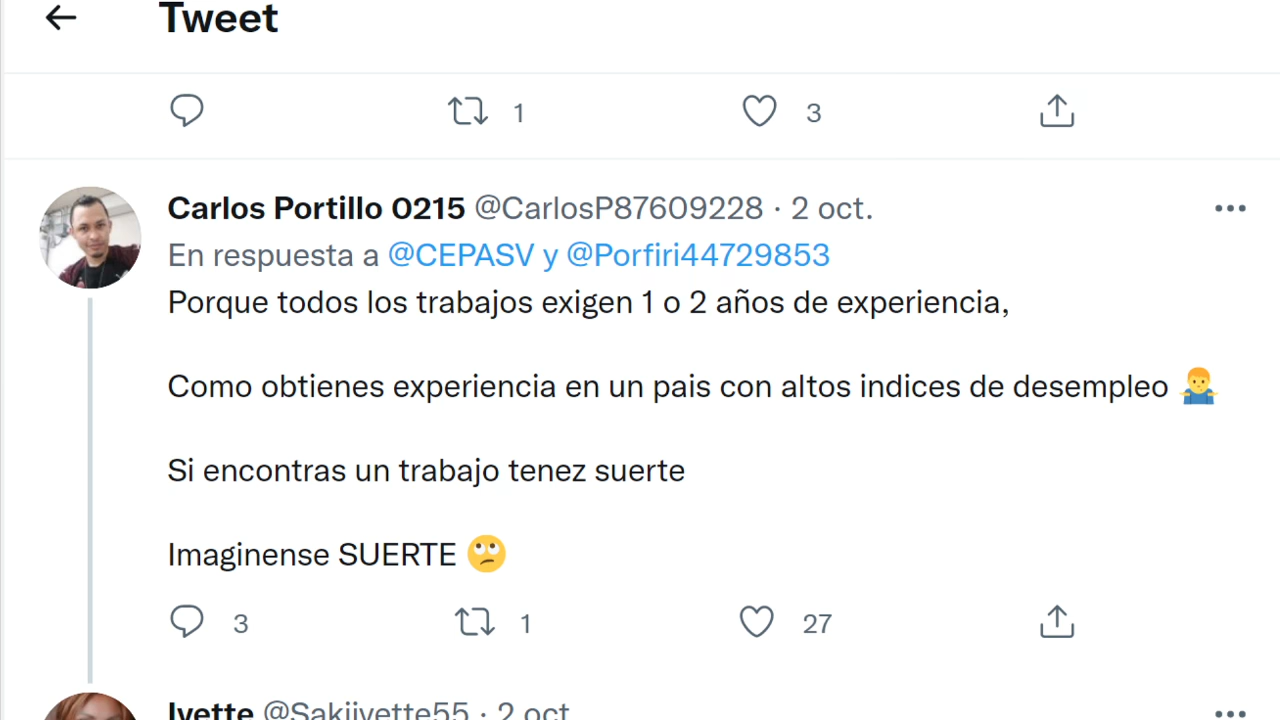 Tweet
1
3
Carlos Portillo 0215 @CarlosP87609228 · 2 oct.
En respuesta a @CEPASV y @Porfiri44729853
Porque todos los trabajos exigen 1 o 2 años de experiencia,
Como obtienes experiencia en un pais con altos indices de desempleo 🤷‍♂️
Si encontras un trabajo tenez suerte
Imaginense SUERTE 🙄
3
1
27
Ivette @Sakiivette55 · 2 oct.